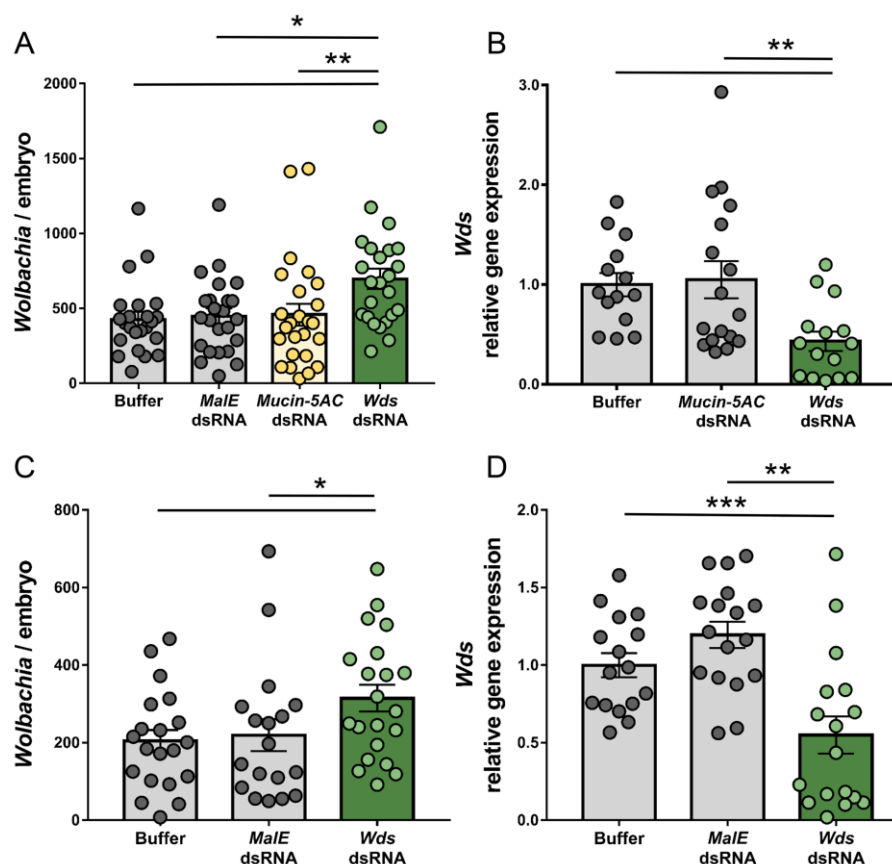 A
*
**
Wolbachia / embryo
2000
1500
1000
500
0
Buffer
MalE
dsRNA
Mucin-5AC
dsRNA
Wds
dsRNA
B
**
Wds
relative gene expression
3.0
2.0
1.0
0.0
Buffer
Mucin-5AC
dsRNA
Wds
dsRNA
C
*
Wolbachia / embryo
800
600
400
200
0
Buffer
MalE
dsRNA
Wds
dsRNA
D
**
***
Wds
relative gene expression
2.0
1.5
1.0
0.5
0.0
Buffer
MalE
dsRNA
Wds
dsRNA